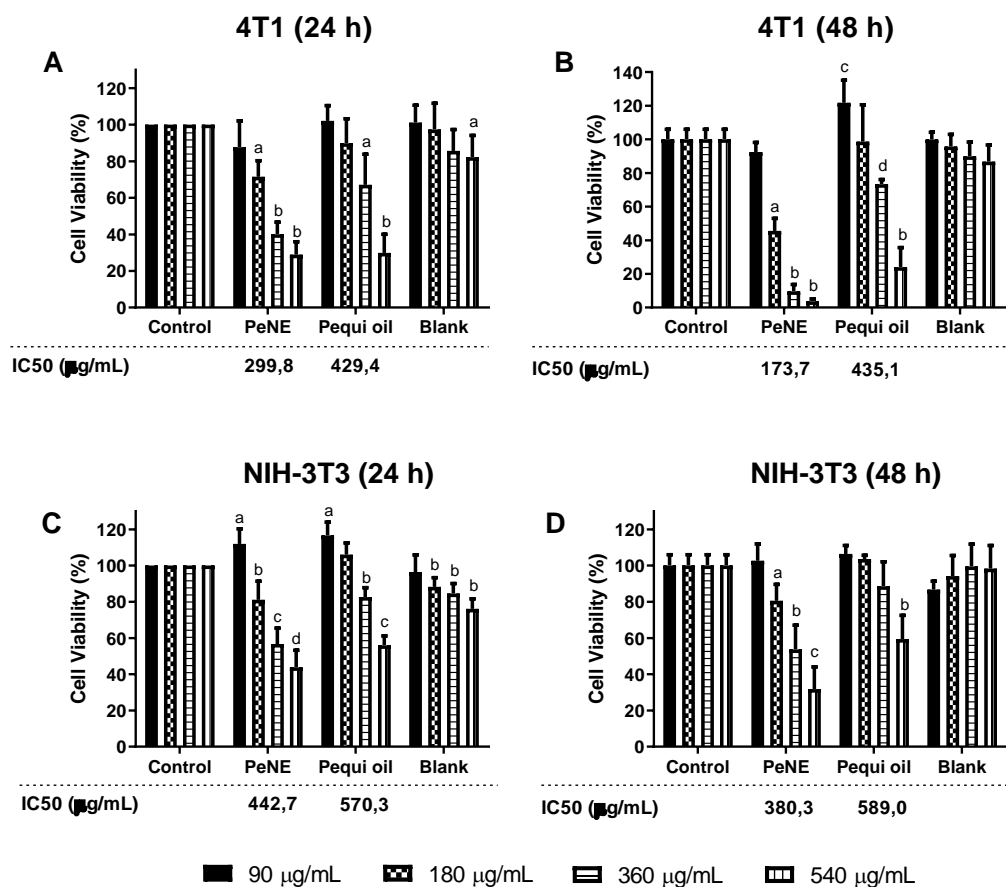 4T1 (24 h)
A
Cell Viability (%)
120
100
80
60
40
20
0
a
b
b
a
b
a
Control PeNE Pequi oil Blank
IC50 (μg/mL) 299,8 429,4
4T1 (48 h)
B
Cell Viability (%)
140
120
100
80
60
40
20
0
a
b
b
c
d
b
Control PeNE Pequi oil Blank
IC50 (μg/mL) 173,7 435,1
NIH-3T3 (24 h)
C
Cell Viability (%)
120
100
80
60
40
20
0
a
b
c
d
a
b
c
b
b
b
Control PeNE Pequi oil Blank
IC50 (μg/mL) 442,7 570,3
NIH-3T3 (48 h)
D
Cell Viability (%)
120
100
80
60
40
20
0
a
b
c
b
Control PeNE Pequi oil Blank
IC50 (μg/mL) 380,3 589,0
90 μg/mL 180 μg/mL 360 μg/mL 540 μg/mL